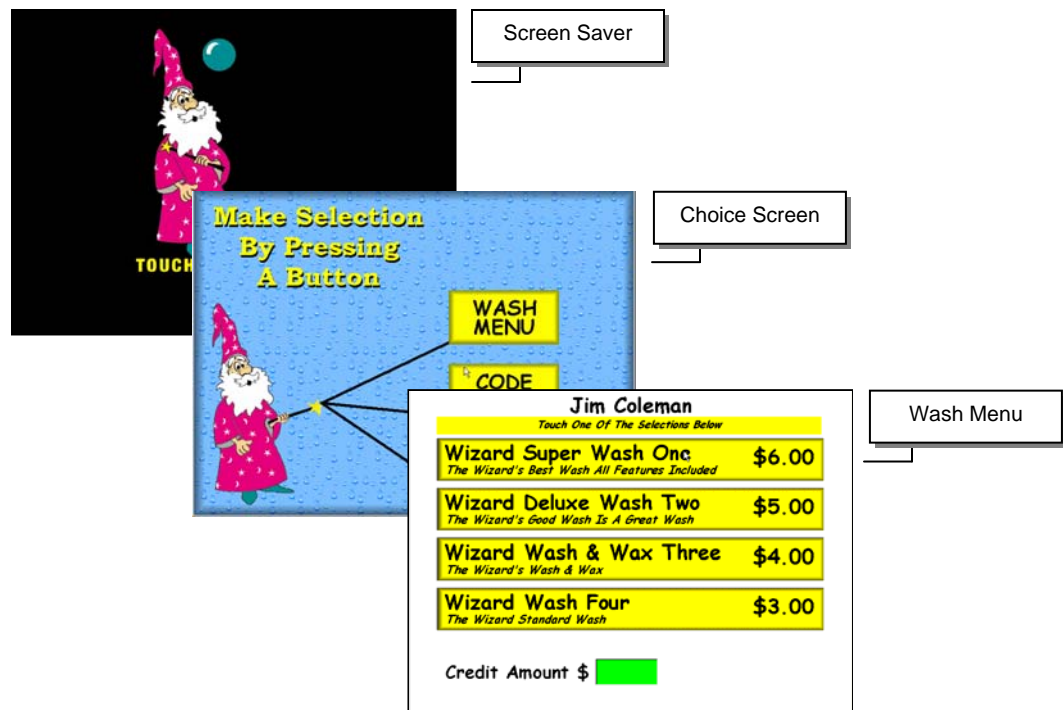 Screen Saver
TOUCH
Choice Screen
Make Selection
By Pressing
A Button
WASH
MENU
CODE
Wash Menu
Jim Coleman
Touch One Of The Selections Below
Wizard Super Wash One $6.00
The Wizard's Best Wash All Features Included
Wizard Deluxe Wash Two $5.00
The Wizard's Good Wash Is A Great Wash
Wizard Wash & Wax Three $4.00
The Wizard's Wash & Wax
Wizard Wash Four $3.00
The Wizard Standard Wash
Credit Amount $